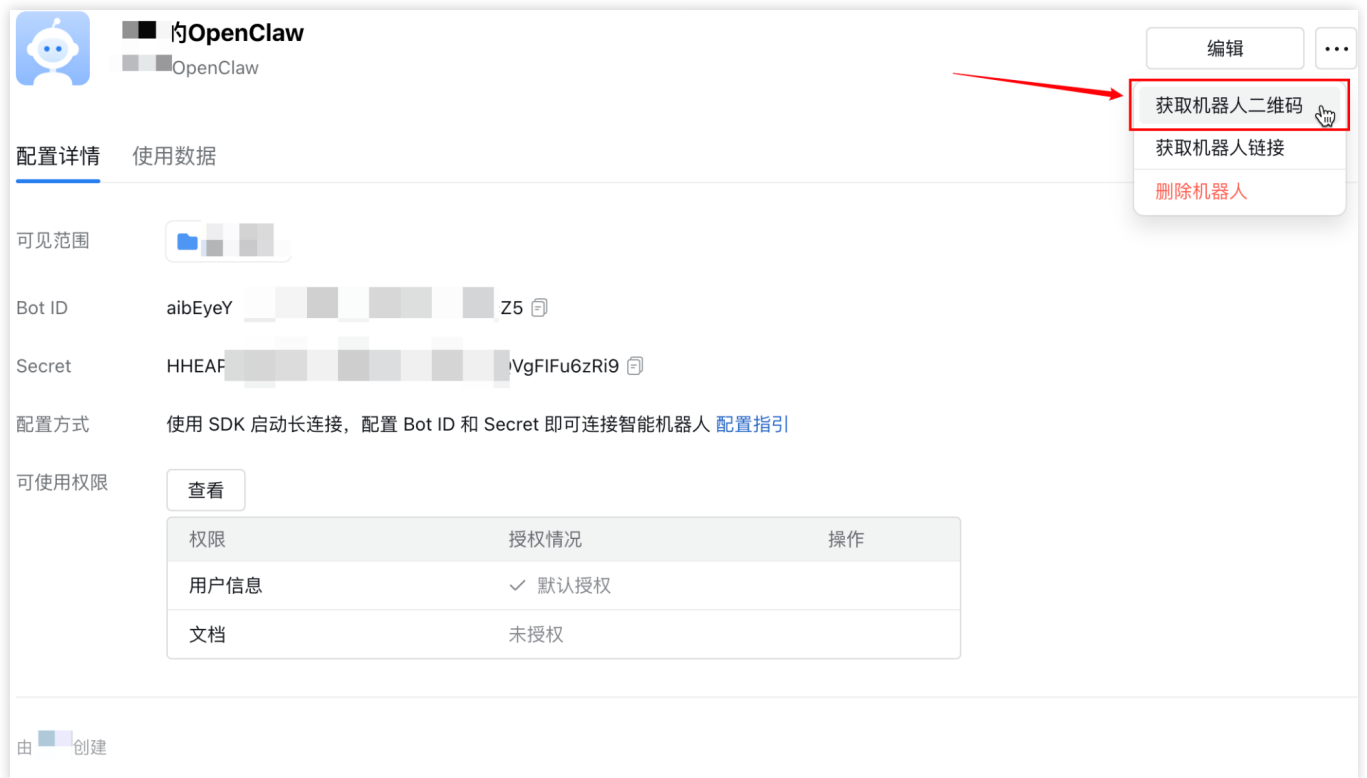 的OpenClaw
OpenClaw
编辑
获取机器人二维码
获取机器人链接
删除机器人
配置详情 使用数据
可见范围
Bot ID aibEyeY Z5
Secret HHEAP VgFIFu6zRi9
配置方式 使用 SDK 启动长连接，配置 Bot ID 和 Secret 即可连接智能机器人 配置指引
可使用权限 查看
权限 授权情况 操作
用户信息 默认授权
文档 未授权
由 创建